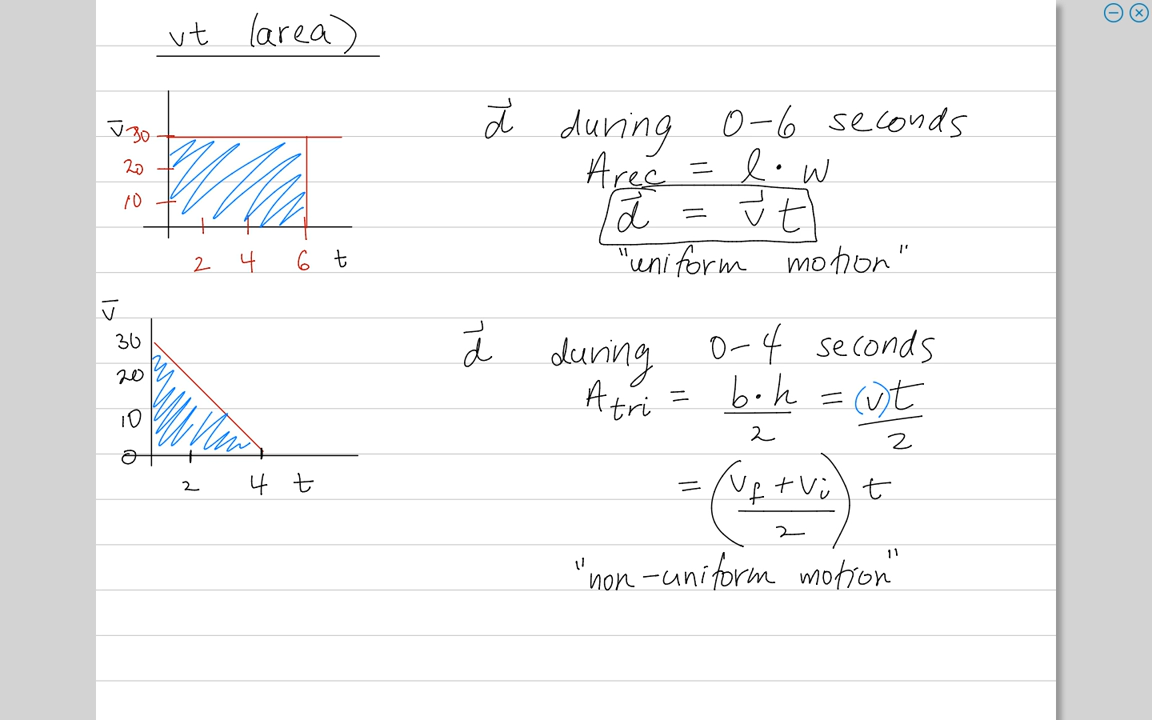 vt (area)
v̄
30
20
10
2 4 6 t
d⃗ during 0-6 seconds
Arec = l · w
d⃗ = v⃗ t
"uniform motion"
v̄
30
20
10
0
2 4 t
d⃗ during 0-4 seconds
Atri = b·h/2 = (v)t/2
= (vf + vi / 2) t
"non-uniform motion"